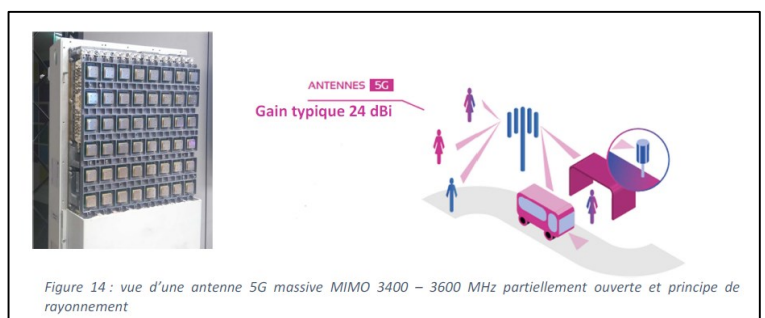 ANTENNES 5G
Gain typique 24 dBi
Figure 14 : vue d'une antenne 5G massive MIMO 3400 – 3600 MHz partiellement ouverte et principe de
rayonnement